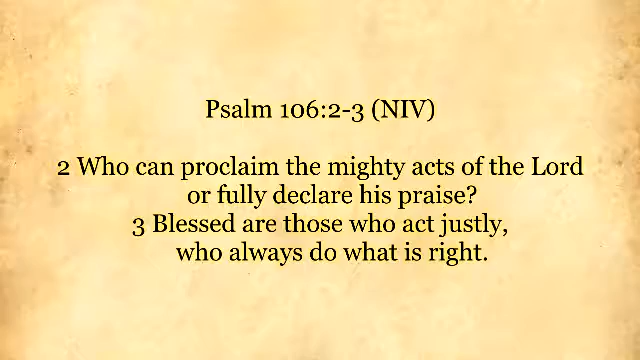 Psalm 106:2-3 (NIV)
2 Who can proclaim the mighty acts of the Lord
or fully declare his praise?
3 Blessed are those who act justly,
who always do what is right.